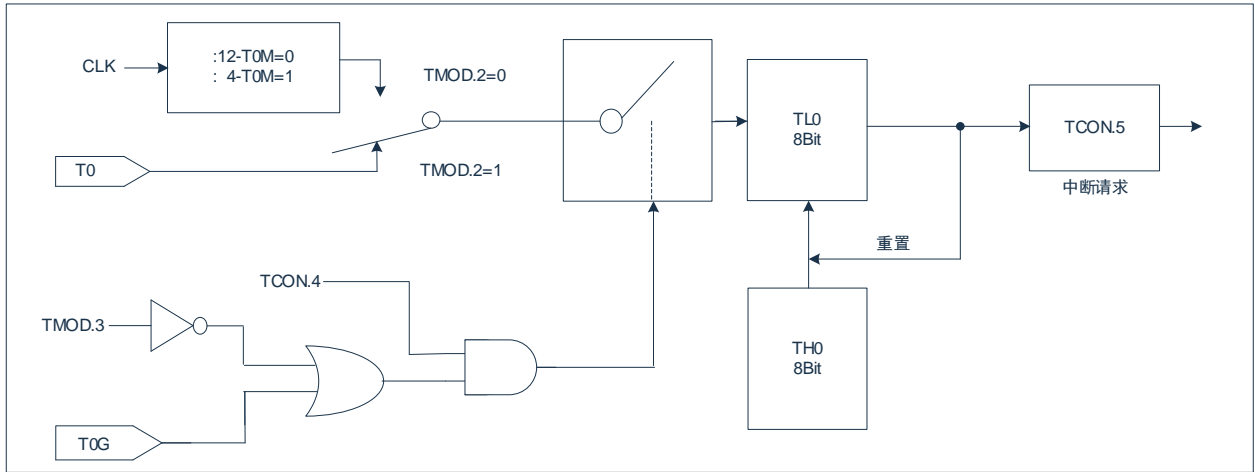 :12-T0M=0
: 4-T0M=1
CLK
TMOD.2=0
T0
TMOD.2=1
TL0
8Bit
TCON.5
中断请求
重置
TCON.4
TMOD.3
TH0
8Bit
T0G